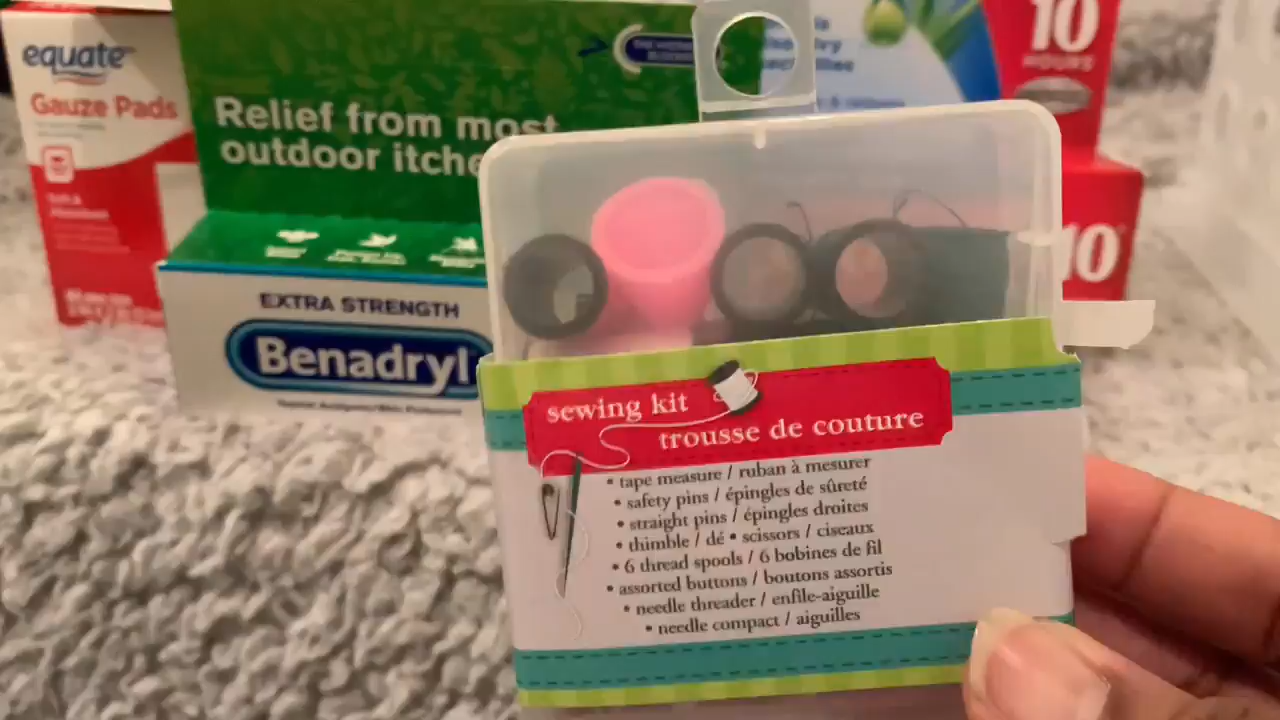 equate
Gauze Pads
Relief from most
outdoor itche
EXTRA STRENGTH
Benadryl
10
HOURS
10
sewing kit
trousse de couture
• tape measure / ruban à mesurer
• safety pins / épingles de sûreté
• straight pins / épingles droites
• thimble / dé • scissors / ciseaux
• 6 thread spools / 6 bobines de fil
• assorted buttons / boutons assortis
• needle threader / enfile-aiguille
• needle compact / aiguilles